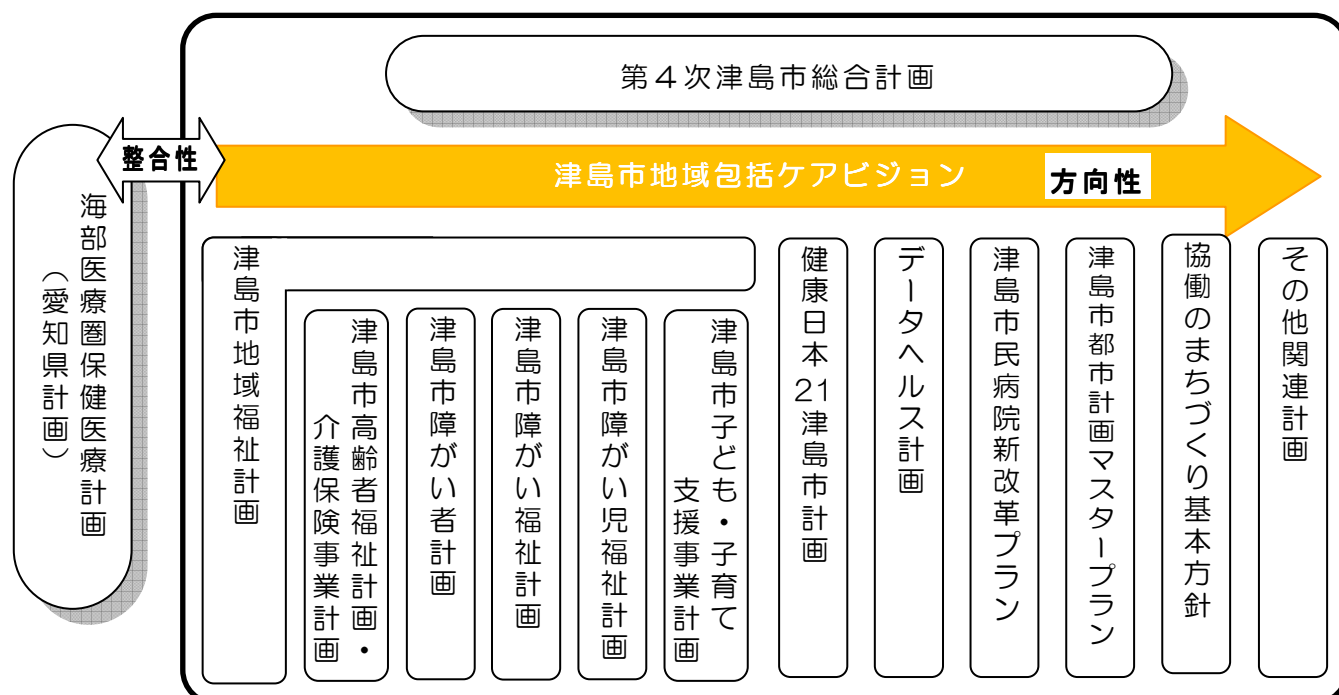 第４次津島市総合計画
整合性
津島市地域包括ケアビジョン
方向性
海部医療圏保健医療計画
（愛知県計画）
津島市地域福祉計画
津島市高齢者福祉計画・
介護保険事業計画
津島市障がい者計画
津島市障がい福祉計画
津島市障がい児福祉計画
津島市子ども・子育て
支援事業計画
健康日本21津島市計画
データヘルス計画
津島市民病院新改革プラン
津島市都市計画マスタープラン
協働のまちづくり基本方針
その他関連計画